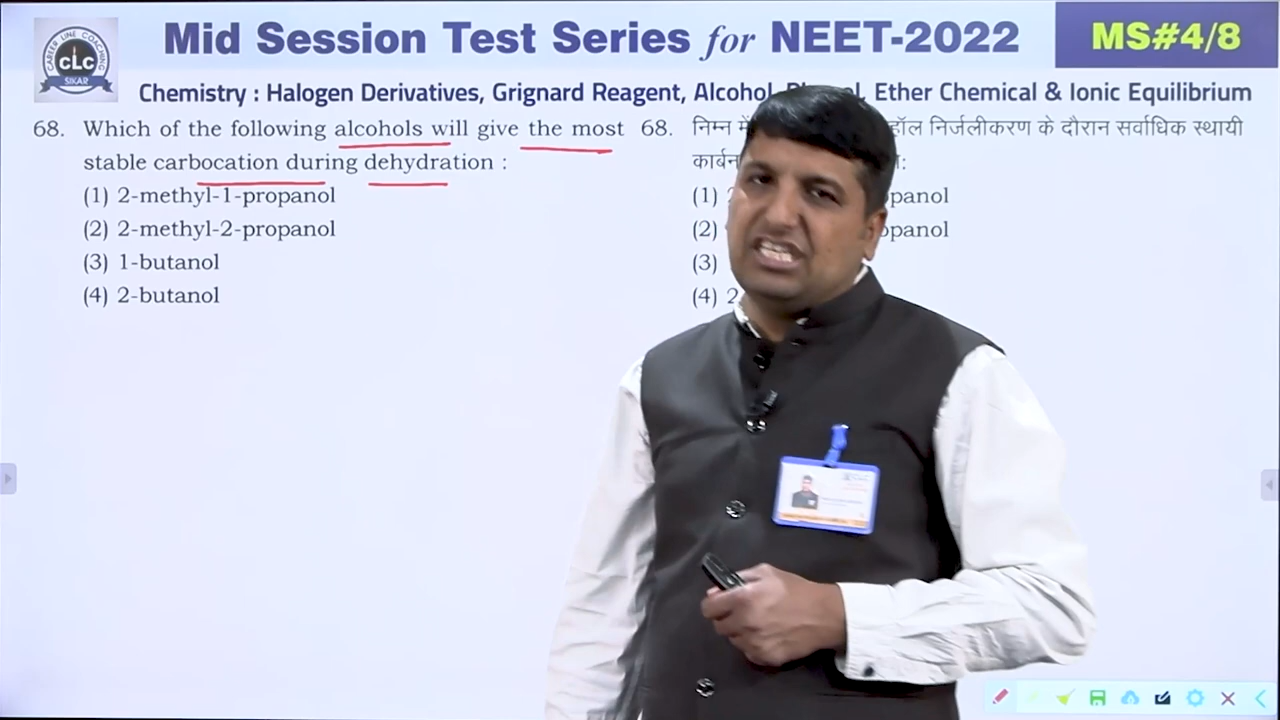 CAREER LINE COACHING
CLC
SIKAR
Mid Session Test Series for NEET-2022
MS#4/8
Chemistry : Halogen Derivatives, Grignard Reagent, Alcohol, Ether Chemical & Ionic Equilibrium
68. Which of the following alcohols will give the most
stable carbocation during dehydration :
(1) 2-methyl-1-propanol
(2) 2-methyl-2-propanol
(3) 1-butanol
(4) 2-butanol
68. निम्न में निर्जलीकरण के दौरान सर्वाधिक स्थायी
(1)
(2)
(3)
(4) 2